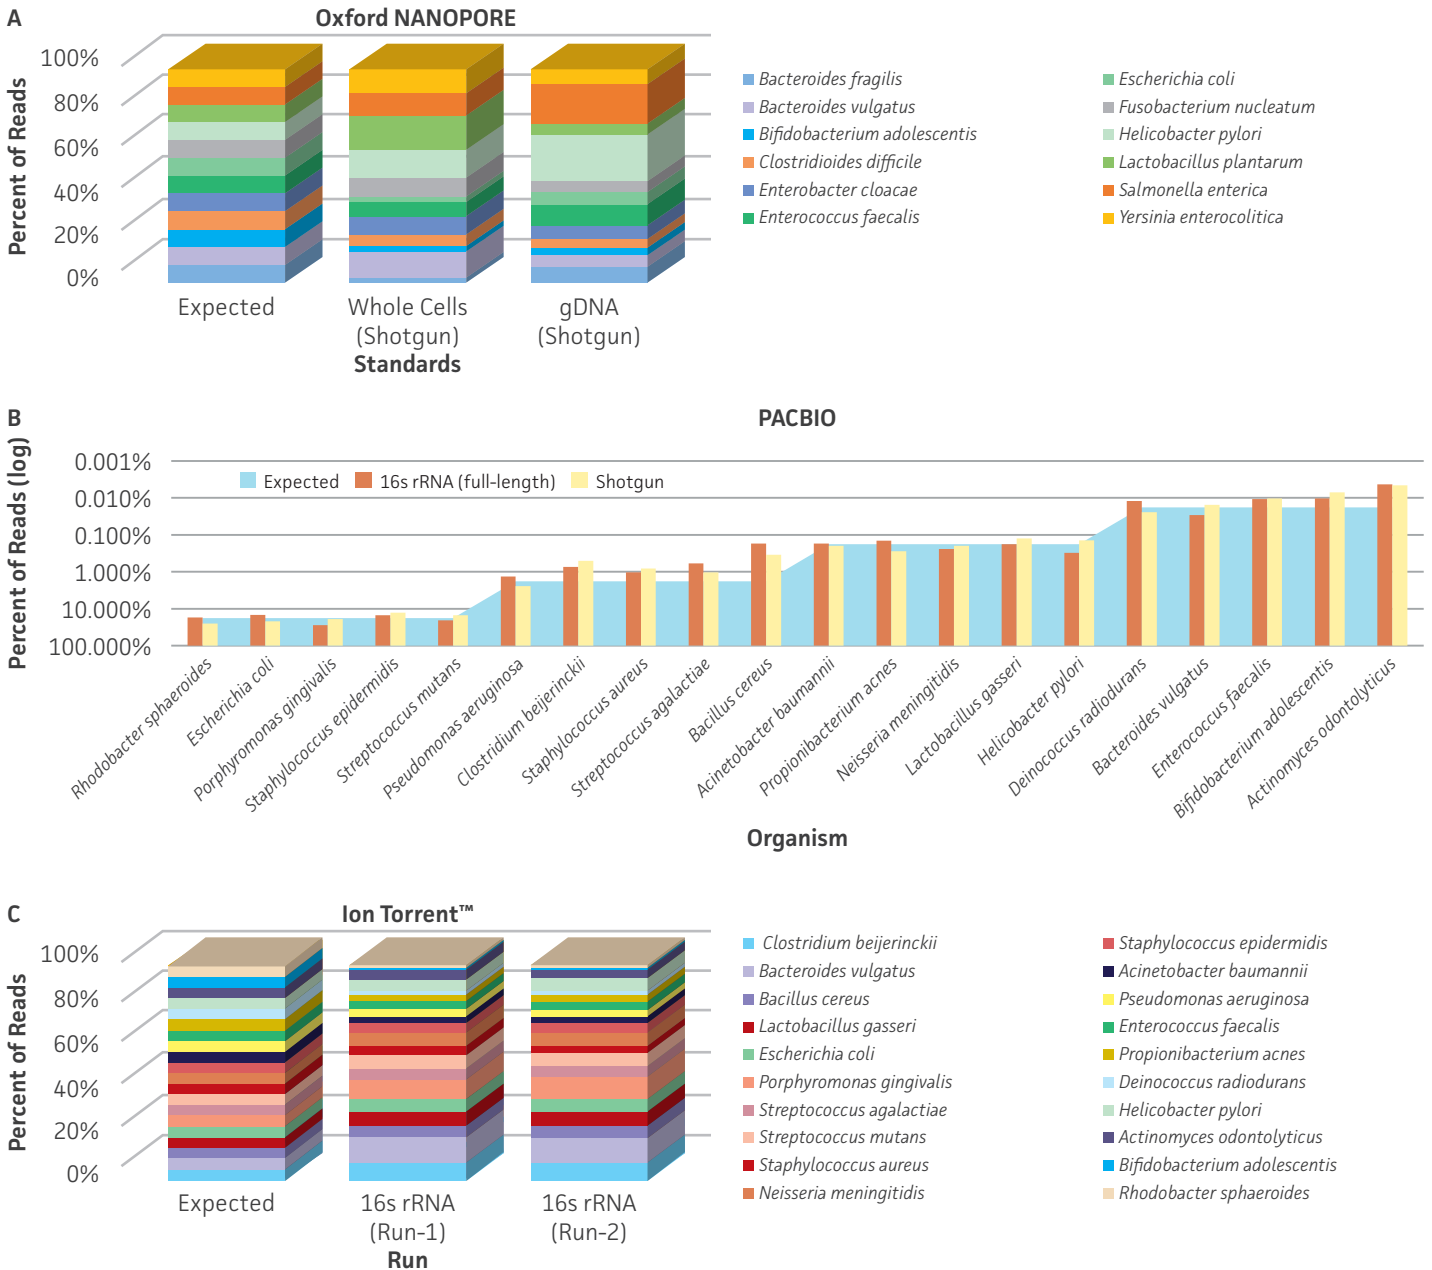 A
Oxford NANOPORE
Percent of Reads
100%
80%
60%
40%
20%
0%
Expected
Whole Cells
(Shotgun)
gDNA
(Shotgun)
Standards
Bacteroides fragilis
Bacteroides vulgatus
Bifidobacterium adolescentis
Clostridioides difficile
Enterobacter cloacae
Enterococcus faecalis
Escherichia coli
Fusobacterium nucleatum
Helicobacter pylori
Lactobacillus plantarum
Salmonella enterica
Yersinia enterocolitica
B
PACBIO
Percent of Reads (log)
0.001%
0.010%
0.100%
1.000%
10.000%
100.000%
Expected
16s rRNA (full-length)
Shotgun
Rhodobacter sphaeroides
Escherichia coli
Porphyromonas gingivalis
Staphylococcus epidermidis
Streptococcus mutans
Pseudomonas aeruginosa
Clostridium beijerinckii
Staphylococcus aureus
Streptococcus agalactiae
Bacillus cereus
Acinetobacter baumannii
Propionibacterium acnes
Neisseria meningitidis
Lactobacillus gasseri
Helicobacter pylori
Deinococcus radiodurans
Bacteroides vulgatus
Enterococcus faecalis
Bifidobacterium adolescentis
Actinomyces odontolyticus
Organism
C
Ion Torrent™
Percent of Reads
100%
80%
60%
40%
20%
0%
Expected
16s rRNA
(Run-1)
16s rRNA
(Run-2)
Run
Clostridium beijerinckii
Bacteroides vulgatus
Bacillus cereus
Lactobacillus gasseri
Escherichia coli
Porphyromonas gingivalis
Streptococcus agalactiae
Streptococcus mutans
Staphylococcus aureus
Neisseria meningitidis
Staphylococcus epidermidis
Acinetobacter baumannii
Pseudomonas aeruginosa
Enterococcus faecalis
Propionibacterium acnes
Deinococcus radiodurans
Helicobacter pylori
Actinomyces odontolyticus
Bifidobacterium adolescentis
Rhodobacter sphaeroides